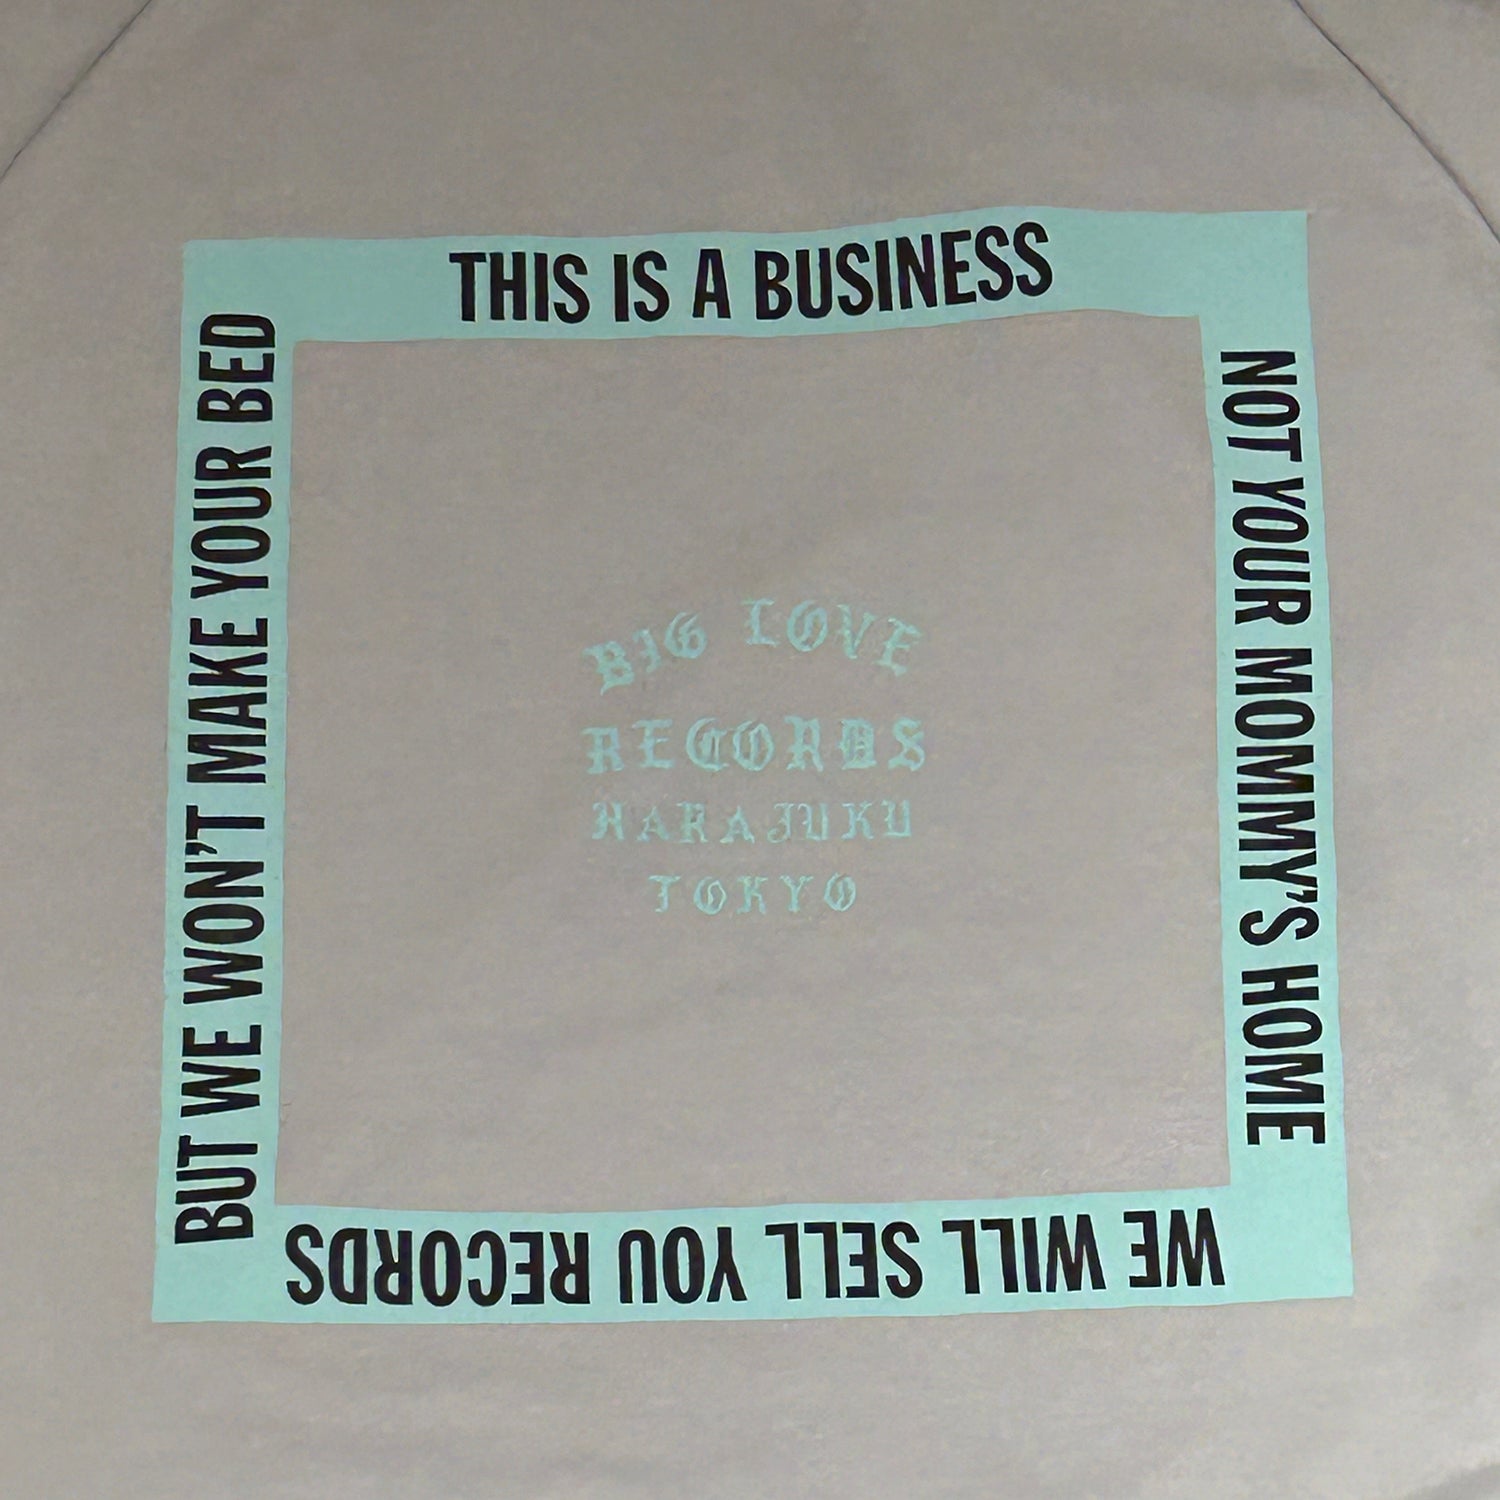 THIS IS A BUSINESS
NOT YOUR MOMMY'S HOME
WE WILL SELL YOU RECORDS
BUT WE WON'T MAKE YOUR BED
BIG LOVE
RECORDS
HARAJUKU
TOKYO